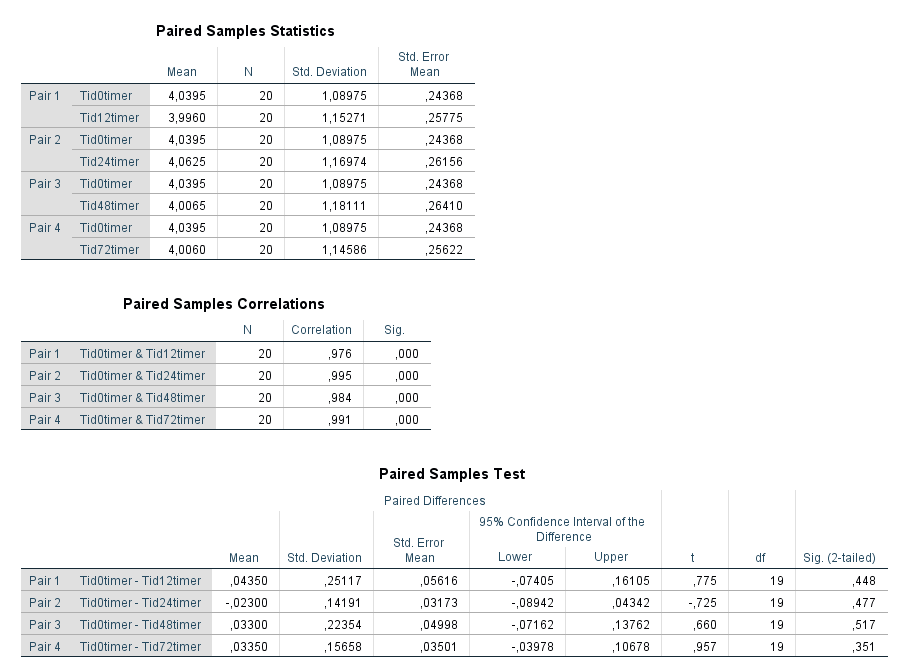 Paired Samples Statistics
Mean N Std. Deviation Std. Error Mean
Pair 1 Tid0timer 4,0395 20 1,08975 ,24368
Tid12timer 3,9960 20 1,15271 ,25775
Pair 2 Tid0timer 4,0395 20 1,08975 ,24368
Tid24timer 4,0625 20 1,16974 ,26156
Pair 3 Tid0timer 4,0395 20 1,08975 ,24368
Tid48timer 4,0065 20 1,18111 ,26410
Pair 4 Tid0timer 4,0395 20 1,08975 ,24368
Tid72timer 4,0060 20 1,14586 ,25622
Paired Samples Correlations
N Correlation Sig.
Pair 1 Tid0timer & Tid12timer 20 ,976 ,000
Pair 2 Tid0timer & Tid24timer 20 ,995 ,000
Pair 3 Tid0timer & Tid48timer 20 ,984 ,000
Pair 4 Tid0timer & Tid72timer 20 ,991 ,000
Paired Samples Test
Paired Differences
95% Confidence Interval of the Difference
Mean Std. Deviation Std. Error Mean Lower Upper t df Sig. (2-tailed)
Pair 1 Tid0timer - Tid12timer ,04350 ,25117 ,05616 -,07405 ,16105 ,775 19 ,448
Pair 2 Tid0timer - Tid24timer -,02300 ,14191 ,03173 -,08942 ,04342 -,725 19 ,477
Pair 3 Tid0timer - Tid48timer ,03300 ,22354 ,04998 -,07162 ,13762 ,660 19 ,517
Pair 4 Tid0timer - Tid72timer ,03350 ,15658 ,03501 -,03978 ,10678 ,957 19 ,351